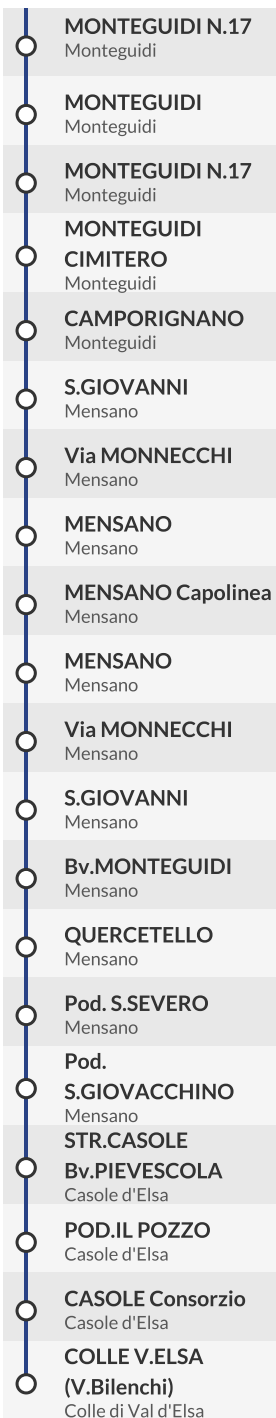 MONTEGUIDI N.17
Monteguidi
MONTEGUIDI
Monteguidi
MONTEGUIDI N.17
Monteguidi
MONTEGUIDI
CIMITERO
Monteguidi
CAMPORIGNANO
Monteguidi
S.GIOVANNI
Mensano
Via MONNECCHI
Mensano
MENSANO
Mensano
MENSANO Capolinea
Mensano
MENSANO
Mensano
Via MONNECCHI
Mensano
S.GIOVANNI
Mensano
Bv.MONTEGUIDI
Mensano
QUERCETELLO
Mensano
Pod. S.SEVERO
Mensano
Pod.
S.GIOVACCHINO
Mensano
STR.CASOLE
Bv.PIEVESCOLA
Casole d'Elsa
POD.IL POZZO
Casole d'Elsa
CASOLE Consorzio
Casole d'Elsa
COLLE V.ELSA
(V.Bilenchi)
Colle di Val d'Elsa